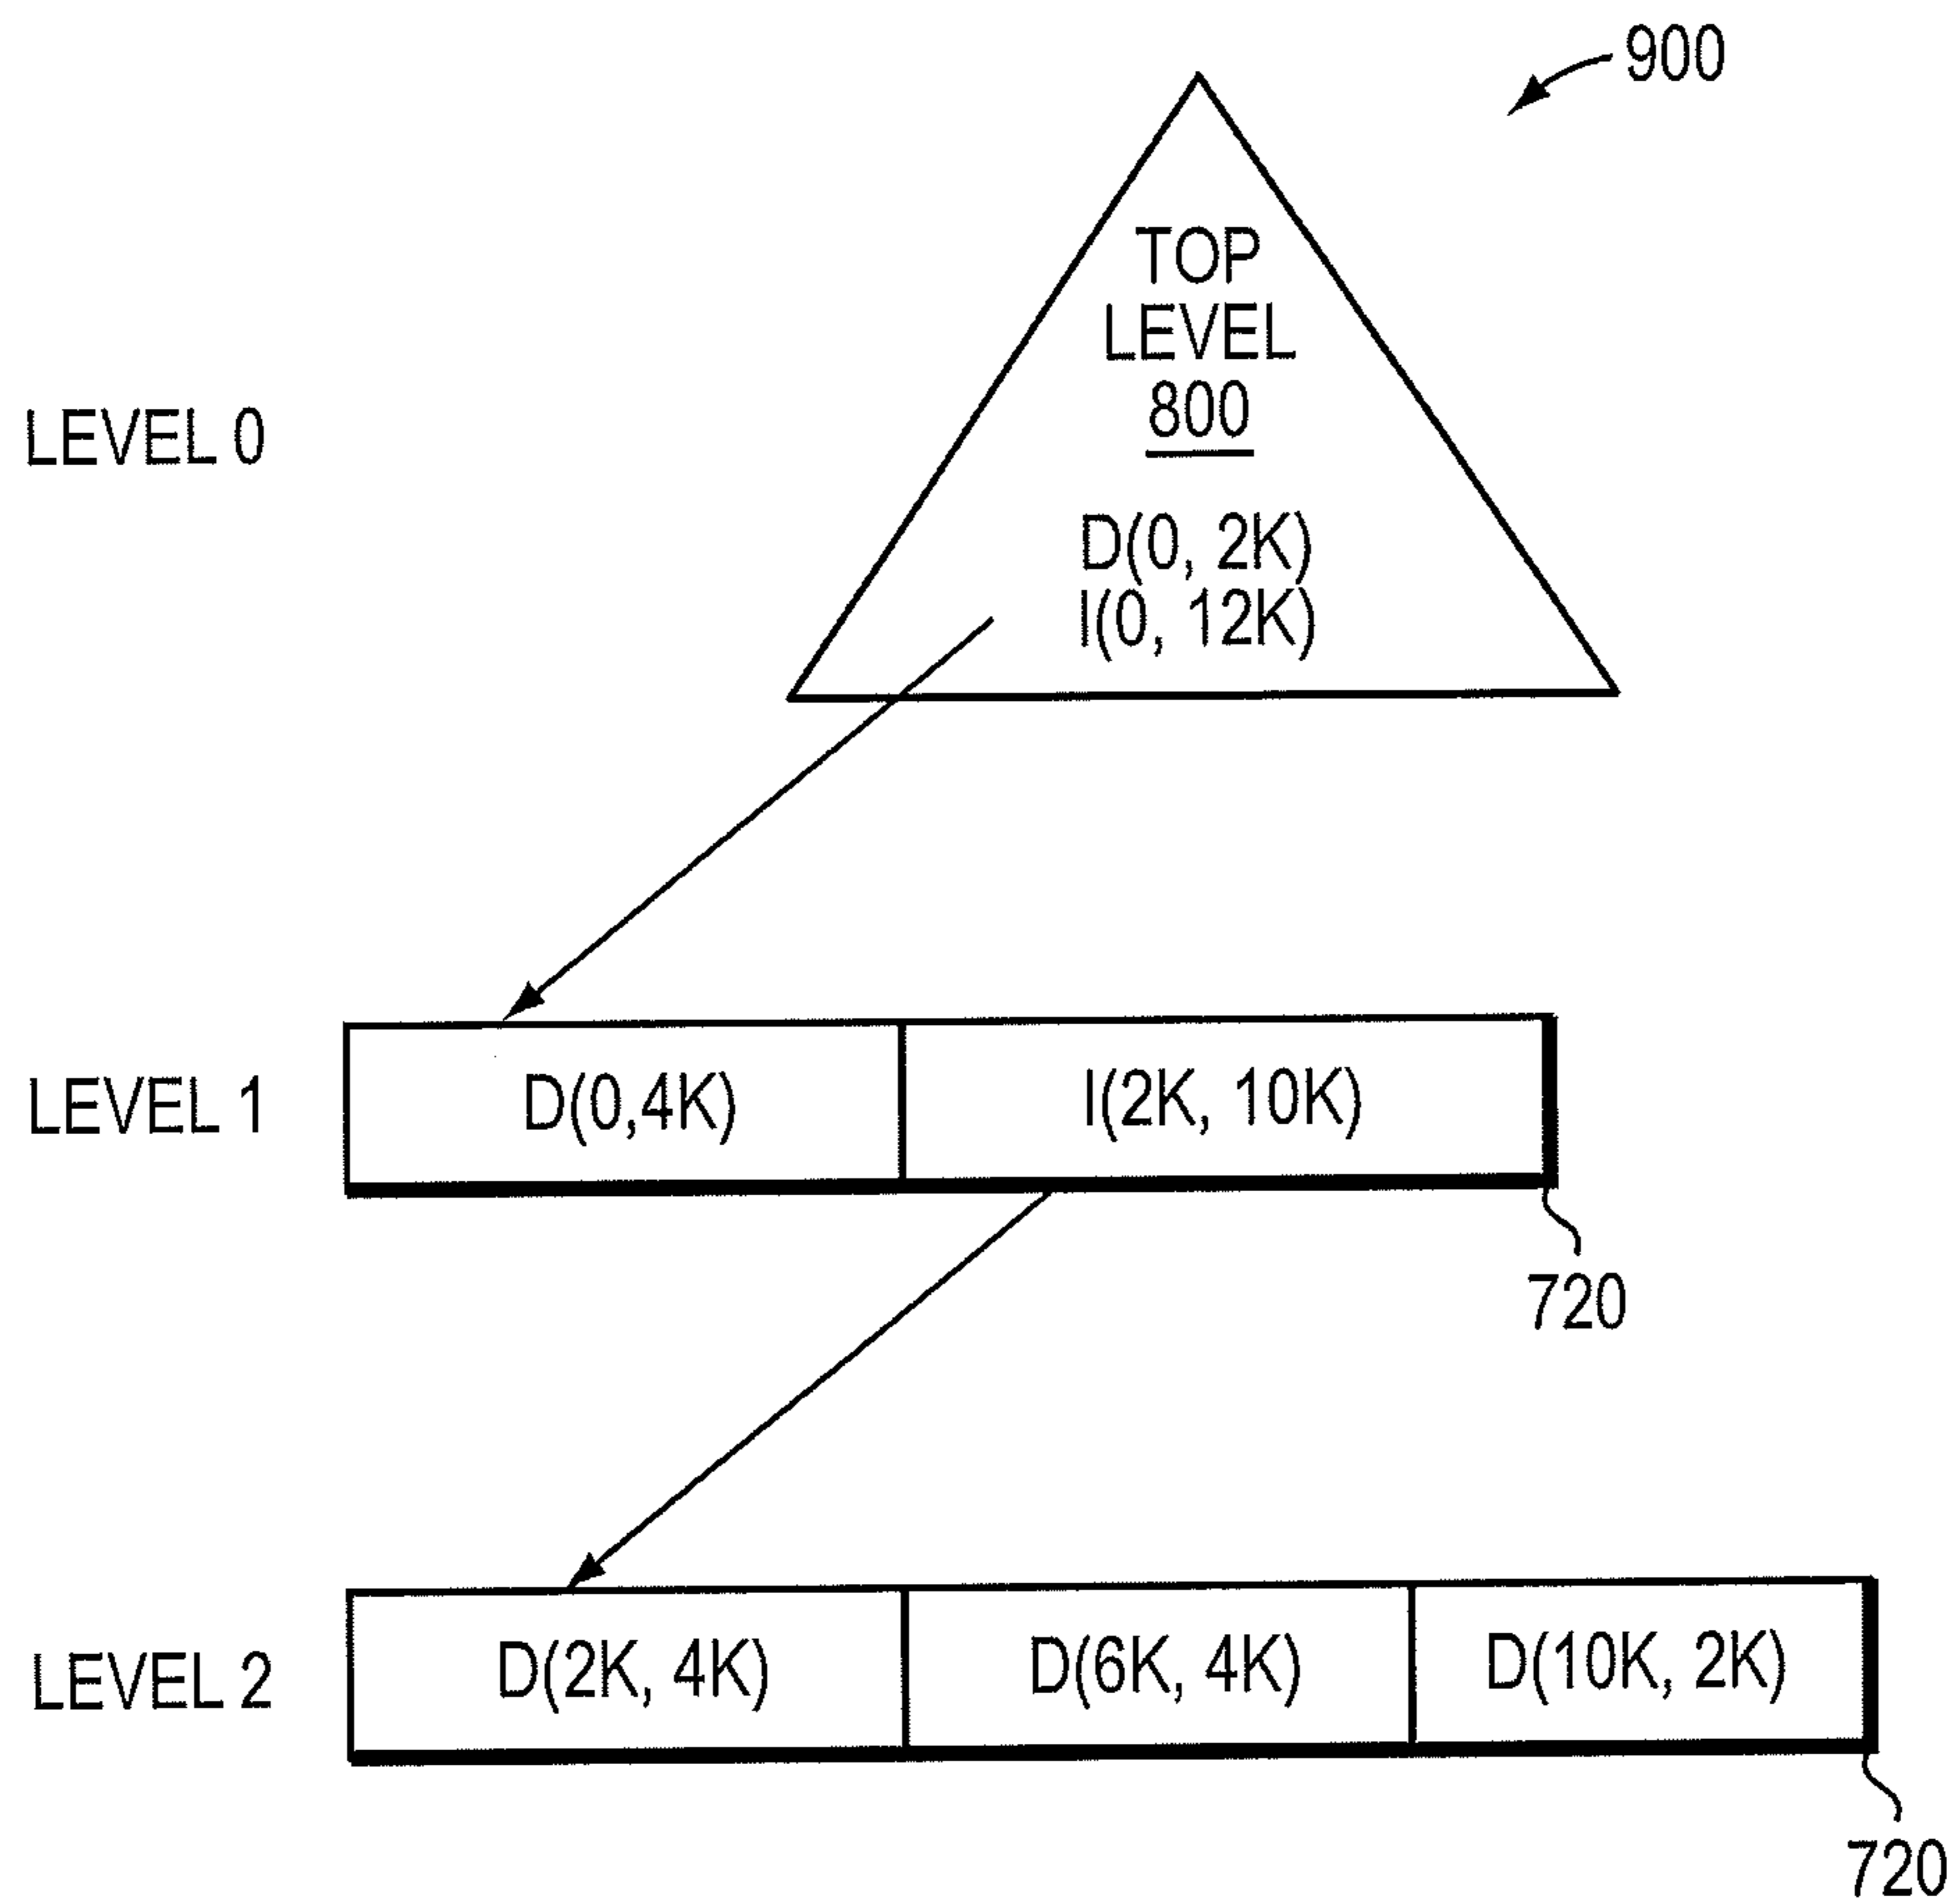 900
TOP
LEVEL
800
LEVEL 0
D(0, 2K)
I(0, 12K)
LEVEL 1
D(0,4K)
I(2K, 10K)
720
LEVEL 2
D(2K, 4K)
D(6K, 4K)
D(10K, 2K)
720